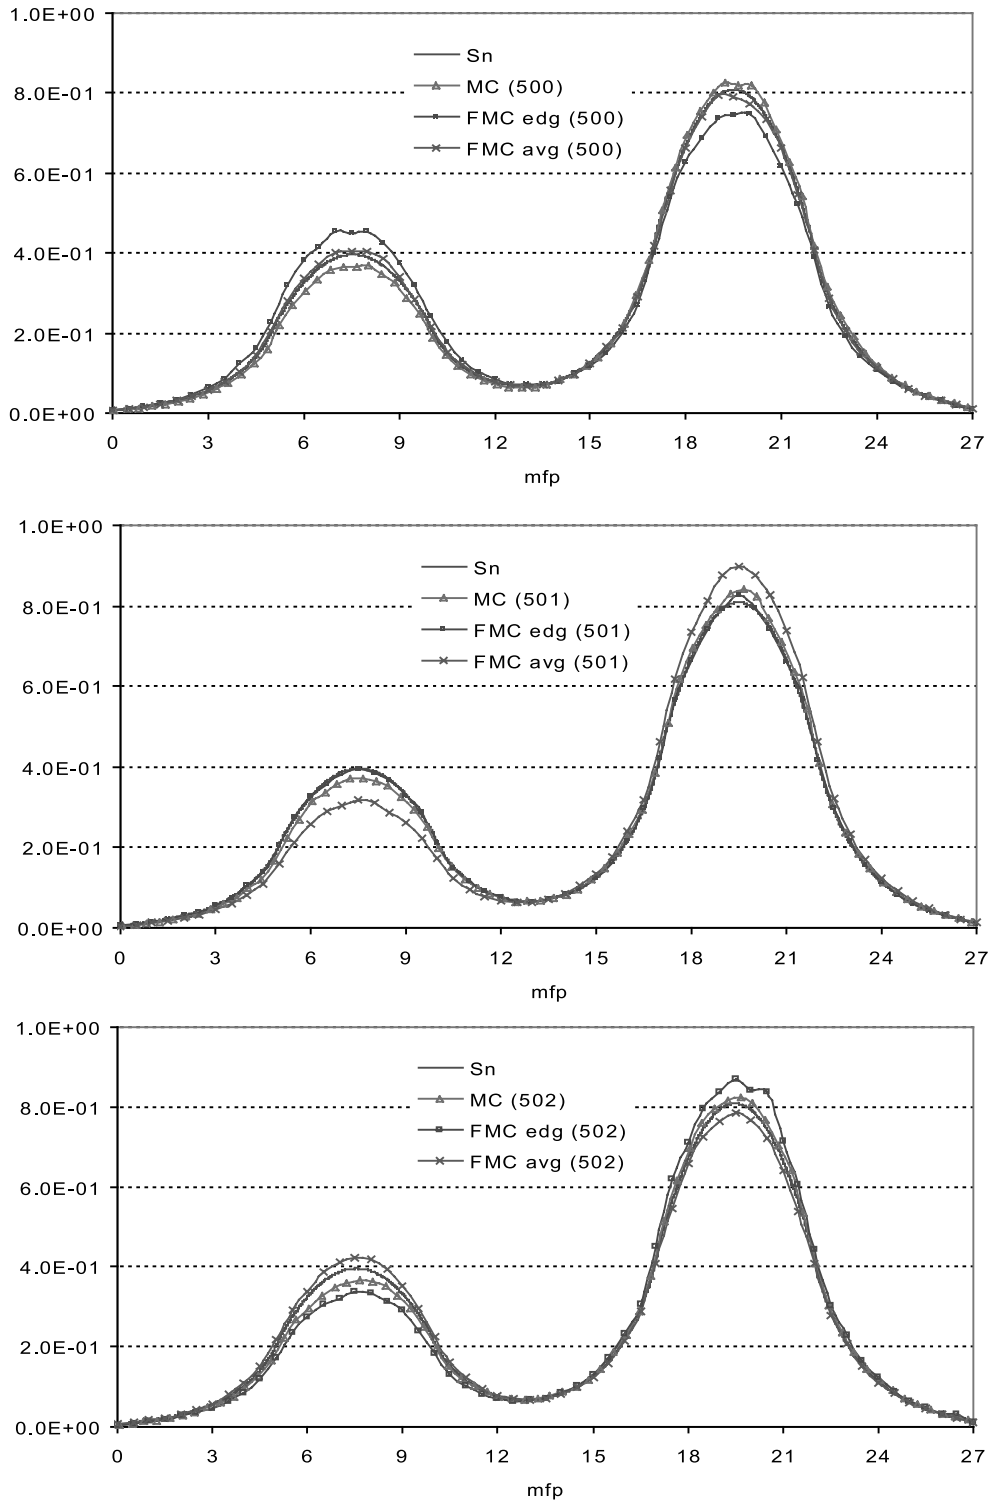 1.0E+00
Sn
MC (500)
8.0E-01
FMC edg (500)
FMC avg (500)
6.0E-01
4.0E-01
2.0E-01
0.0E+00
0 3 6 9 12 15 18 21 24 27
mfp
1.0E+00
Sn
MC (501)
8.0E-01
FMC edg (501)
FMC avg (501)
6.0E-01
4.0E-01
2.0E-01
0.0E+00
0 3 6 9 12 15 18 21 24 27
mfp
1.0E+00
Sn
MC (502)
8.0E-01
FMC edg (502)
FMC avg (502)
6.0E-01
4.0E-01
2.0E-01
0.0E+00
0 3 6 9 12 15 18 21 24 27
mfp